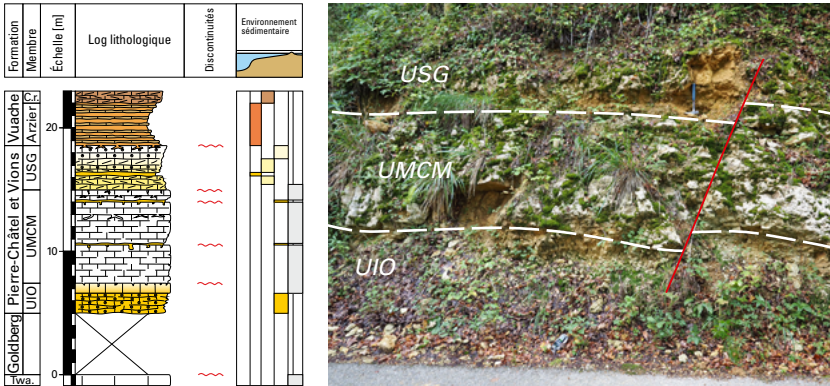 Formation
Membre
Échelle [m]
Log lithologique
Discontinuités
Environnement
sédimentaire
Vuache
C.r.
Arzier
20
Pierre-Châtel et Vions
USG
UMCM
10
UIO
Goldberg
0
Twa.
USG
UMCM
UIO